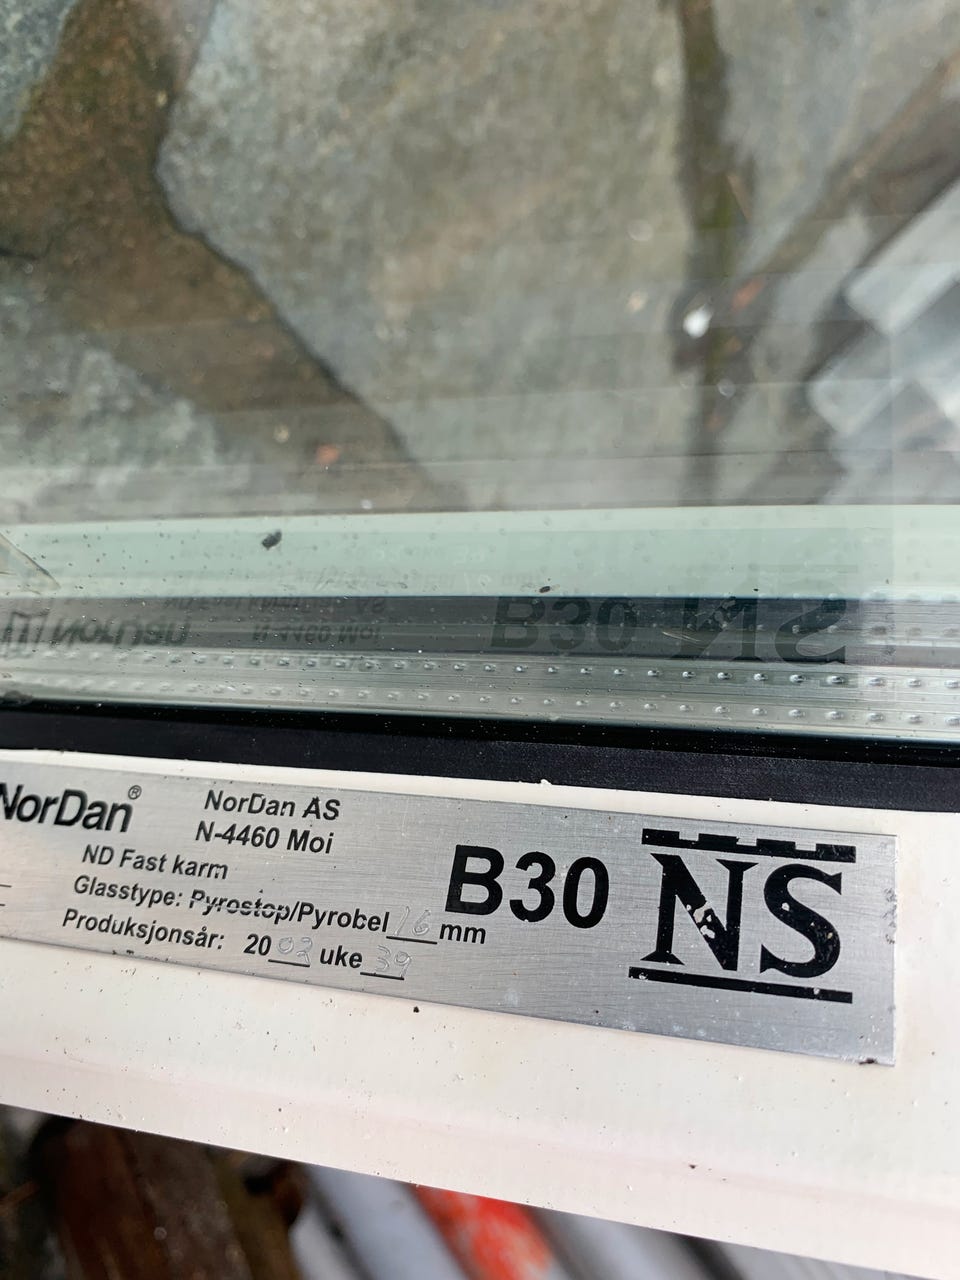 NorDan®
NorDan AS
N-4460 Moi
ND Fast karm
Glasstype: Pyrostop/Pyrobel 16 mm
Produksjonsår: 2003 uke 39
B30
NS